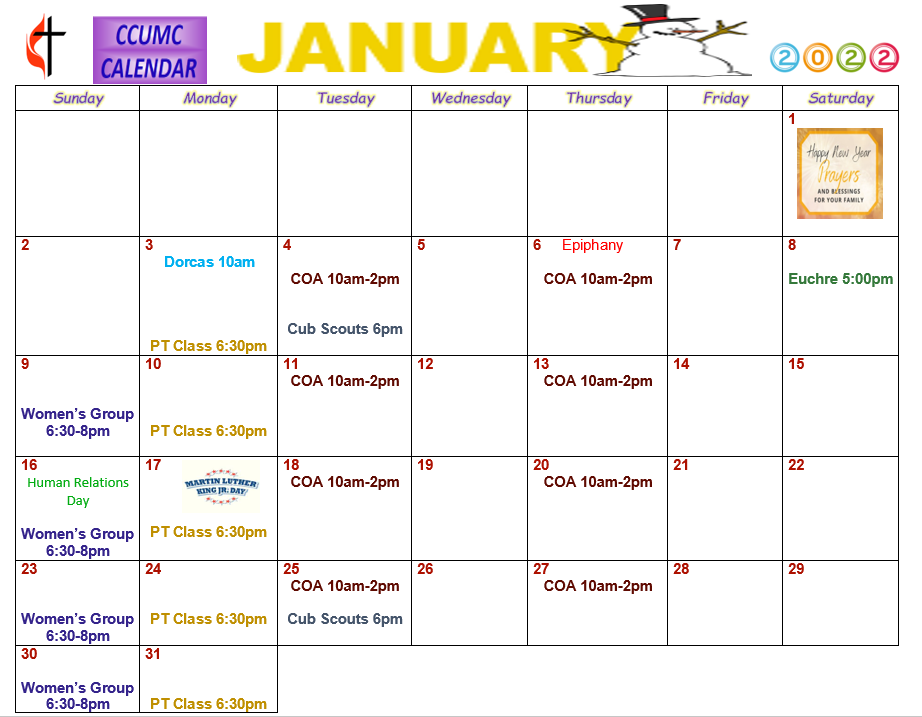 CCUMC
CALENDAR
JANUARY
2022
Sunday Monday Tuesday Wednesday Thursday Friday Saturday
1
Happy New Year
Prayers
AND BLESSINGS
FOR YOUR FAMILY
2
3
Dorcas 10am
PT Class 6:30pm
4
COA 10am-2pm
Cub Scouts 6pm
5
6 Epiphany
COA 10am-2pm
7
8
Euchre 5:00pm
9
Women’s Group
6:30-8pm
10
PT Class 6:30pm
11
COA 10am-2pm
12
13
COA 10am-2pm
14
15
16
Human Relations
Day
Women’s Group
6:30-8pm
17
MARTIN LUTHER
KING JR. DAY
PT Class 6:30pm
18
COA 10am-2pm
19
20
COA 10am-2pm
21
22
23
Women’s Group
6:30-8pm
24
PT Class 6:30pm
25
COA 10am-2pm
Cub Scouts 6pm
26
27
COA 10am-2pm
28
29
30
Women’s Group
6:30-8pm
31
PT Class 6:30pm